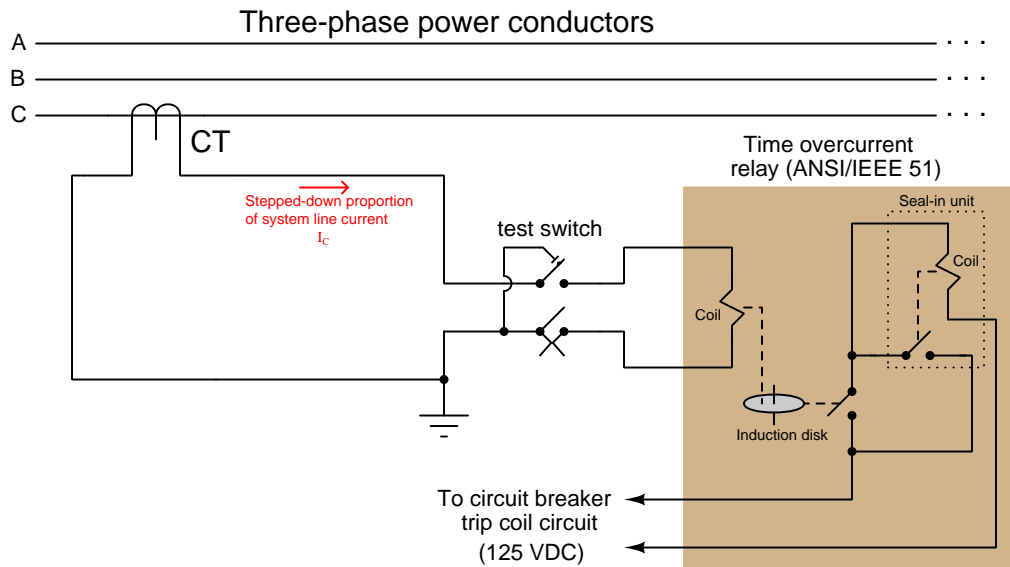 Three-phase power conductors
A
B
C
. . .
. . .
. . .
CT
Stepped-down proportion
of system line current
IC
Time overcurrent
relay (ANSI/IEEE 51)
Seal-in unit
test switch
Coil
Coil
Induction disk
To circuit breaker
trip coil circuit
(125 VDC)